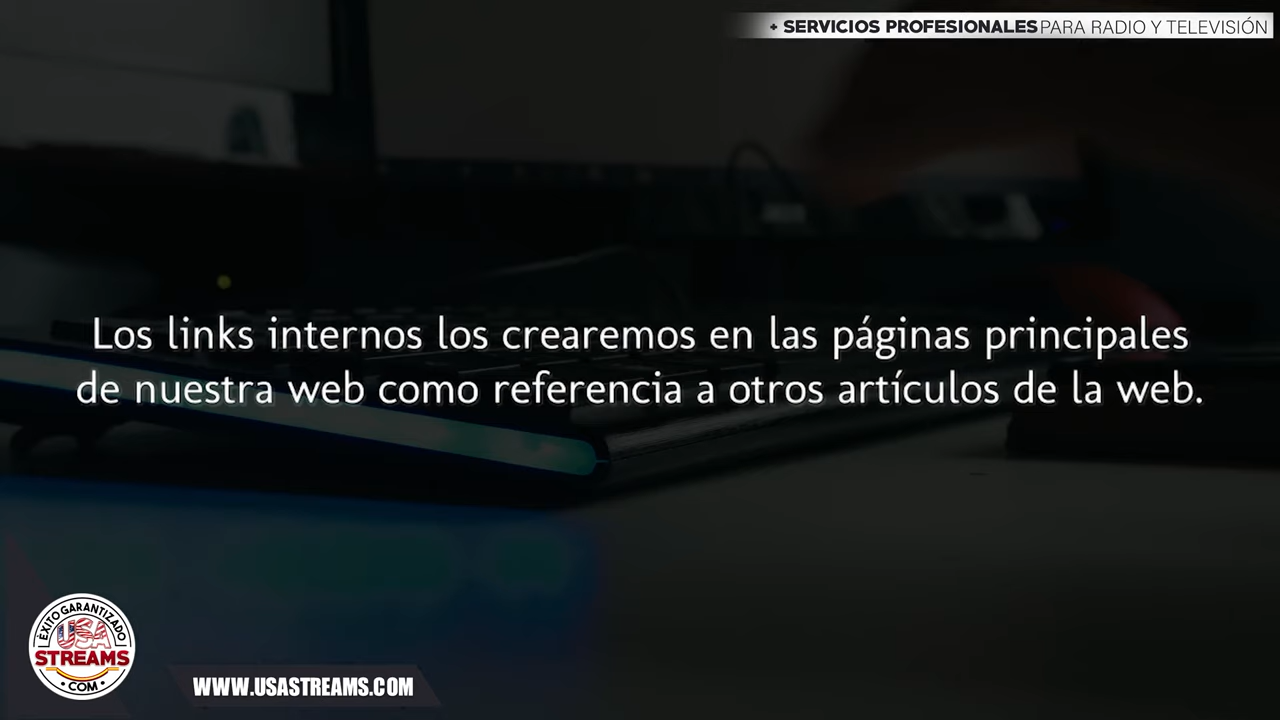 + SERVICIOS PROFESIONALES PARA RADIO Y TELEVISIÓN
Los links internos los crearemos en las páginas principales
de nuestra web como referencia a otros artículos de la web.
ÉXITO GARANTIZADO
USA
STREAMS
• COM •
WWW.USASTREAMS.COM